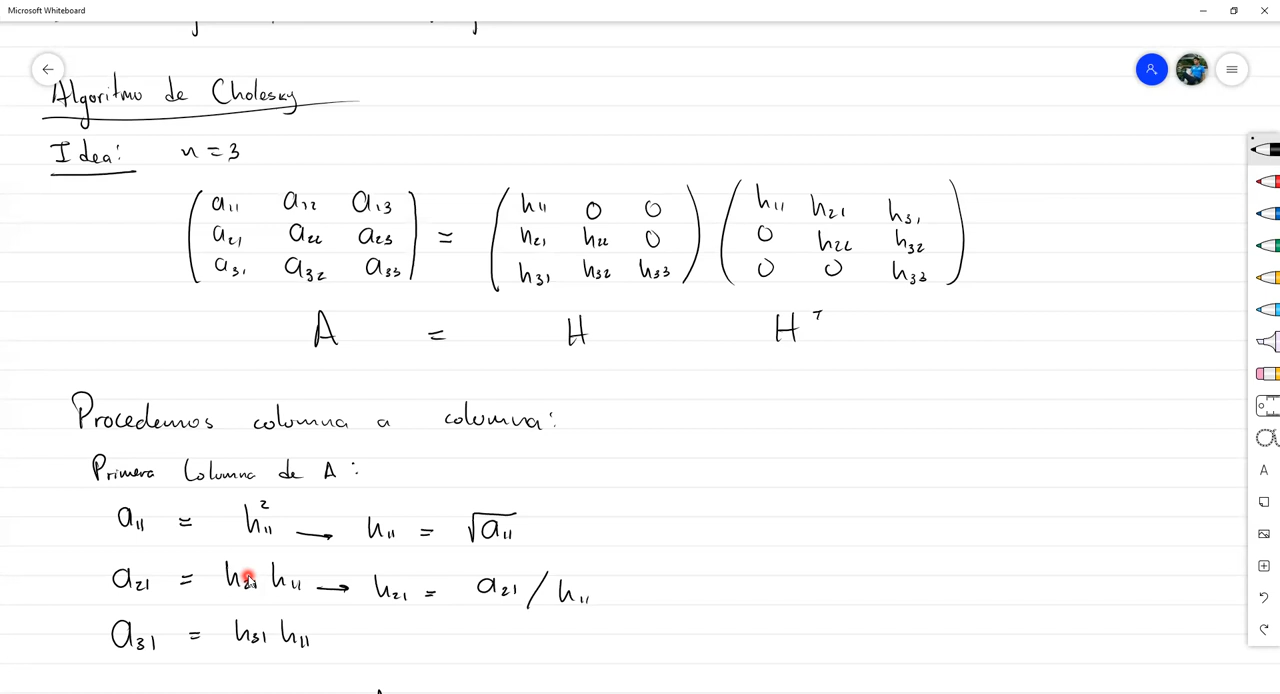 Microsoft Whiteboard
Algoritmo de Cholesky
Idea: n = 3
a11 a12 a13 h11 0 0 h11 h21 h31
a21 a22 a23 = h21 h22 0 0 h22 h32
a31 a32 a33 h31 h32 h33 0 0 h33
A = H H^T
Procedemos columna a columna:
Primera Columna de A:
a11 = h11^2 → h11 = √a11
a21 = h21 h11 → h21 = a21 / h11
a31 = h31 h11
A